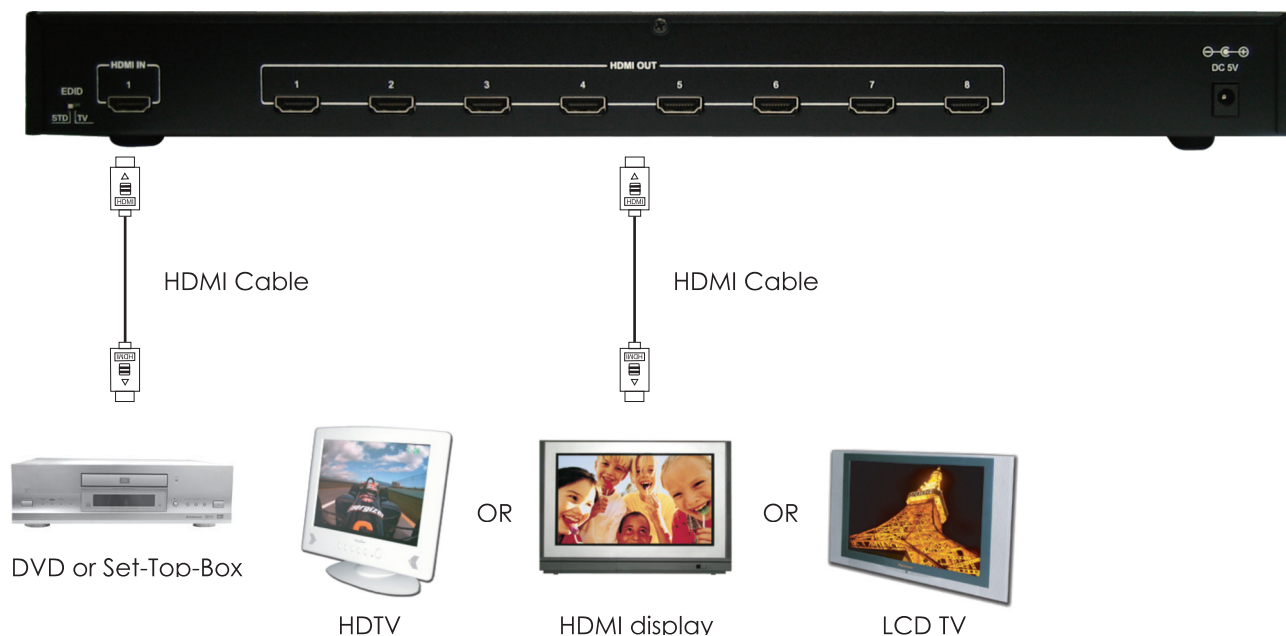 HDMI IN
1
EDID
STD TV
HDMI OUT
1 2 3 4 5 6 7 8
DC 5V
HDMI
HDMI
HDMI Cable
HDMI Cable
HDMI
HDMI
OR
OR
DVD or Set-Top-Box
HDTV
HDMI display
LCD TV